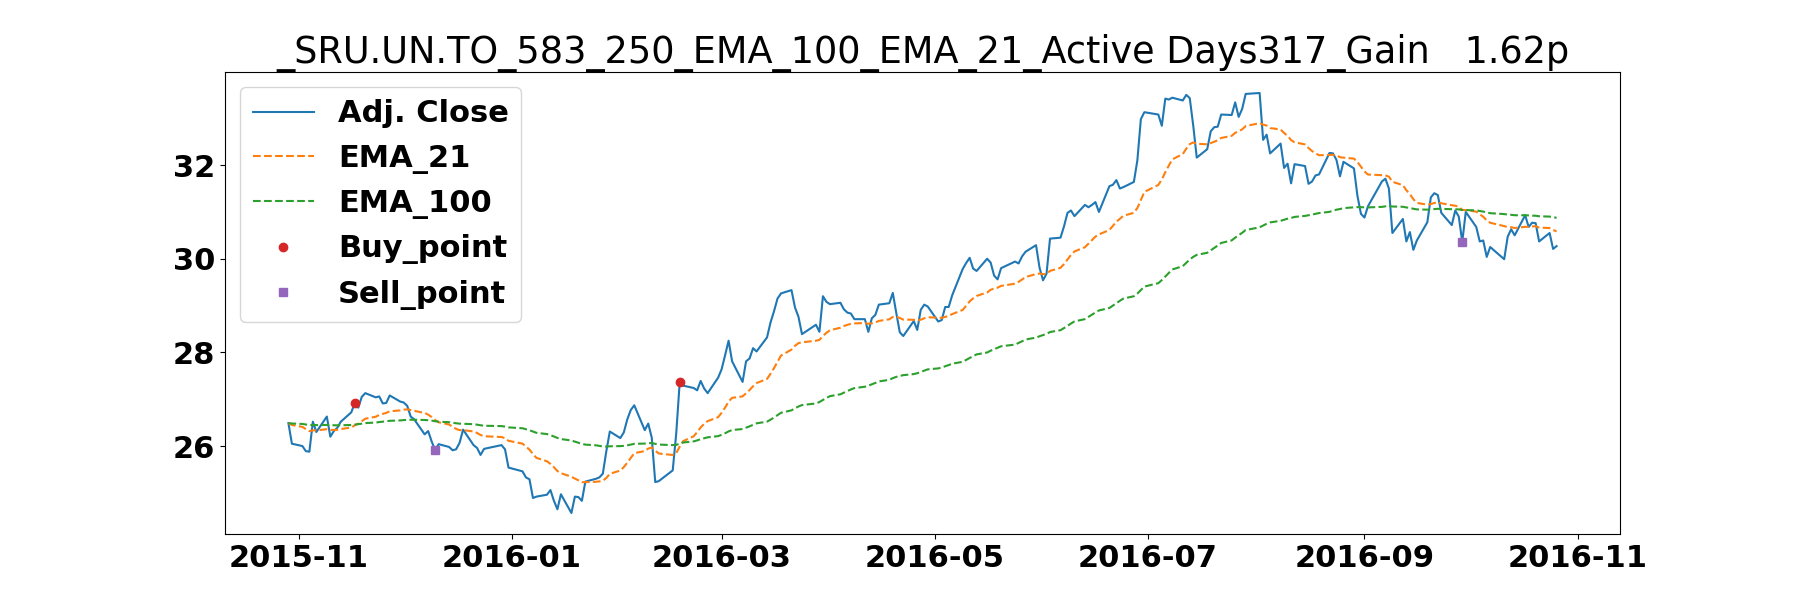 _SRU.UN.TO_583_250_EMA_100_EMA_21_Active Days317_Gain   1.62p
Adj. Close
EMA_21
EMA_100
Buy_point
Sell_point
32
30
28
26
2015-11
2016-01
2016-03
2016-05
2016-07
2016-09
2016-11